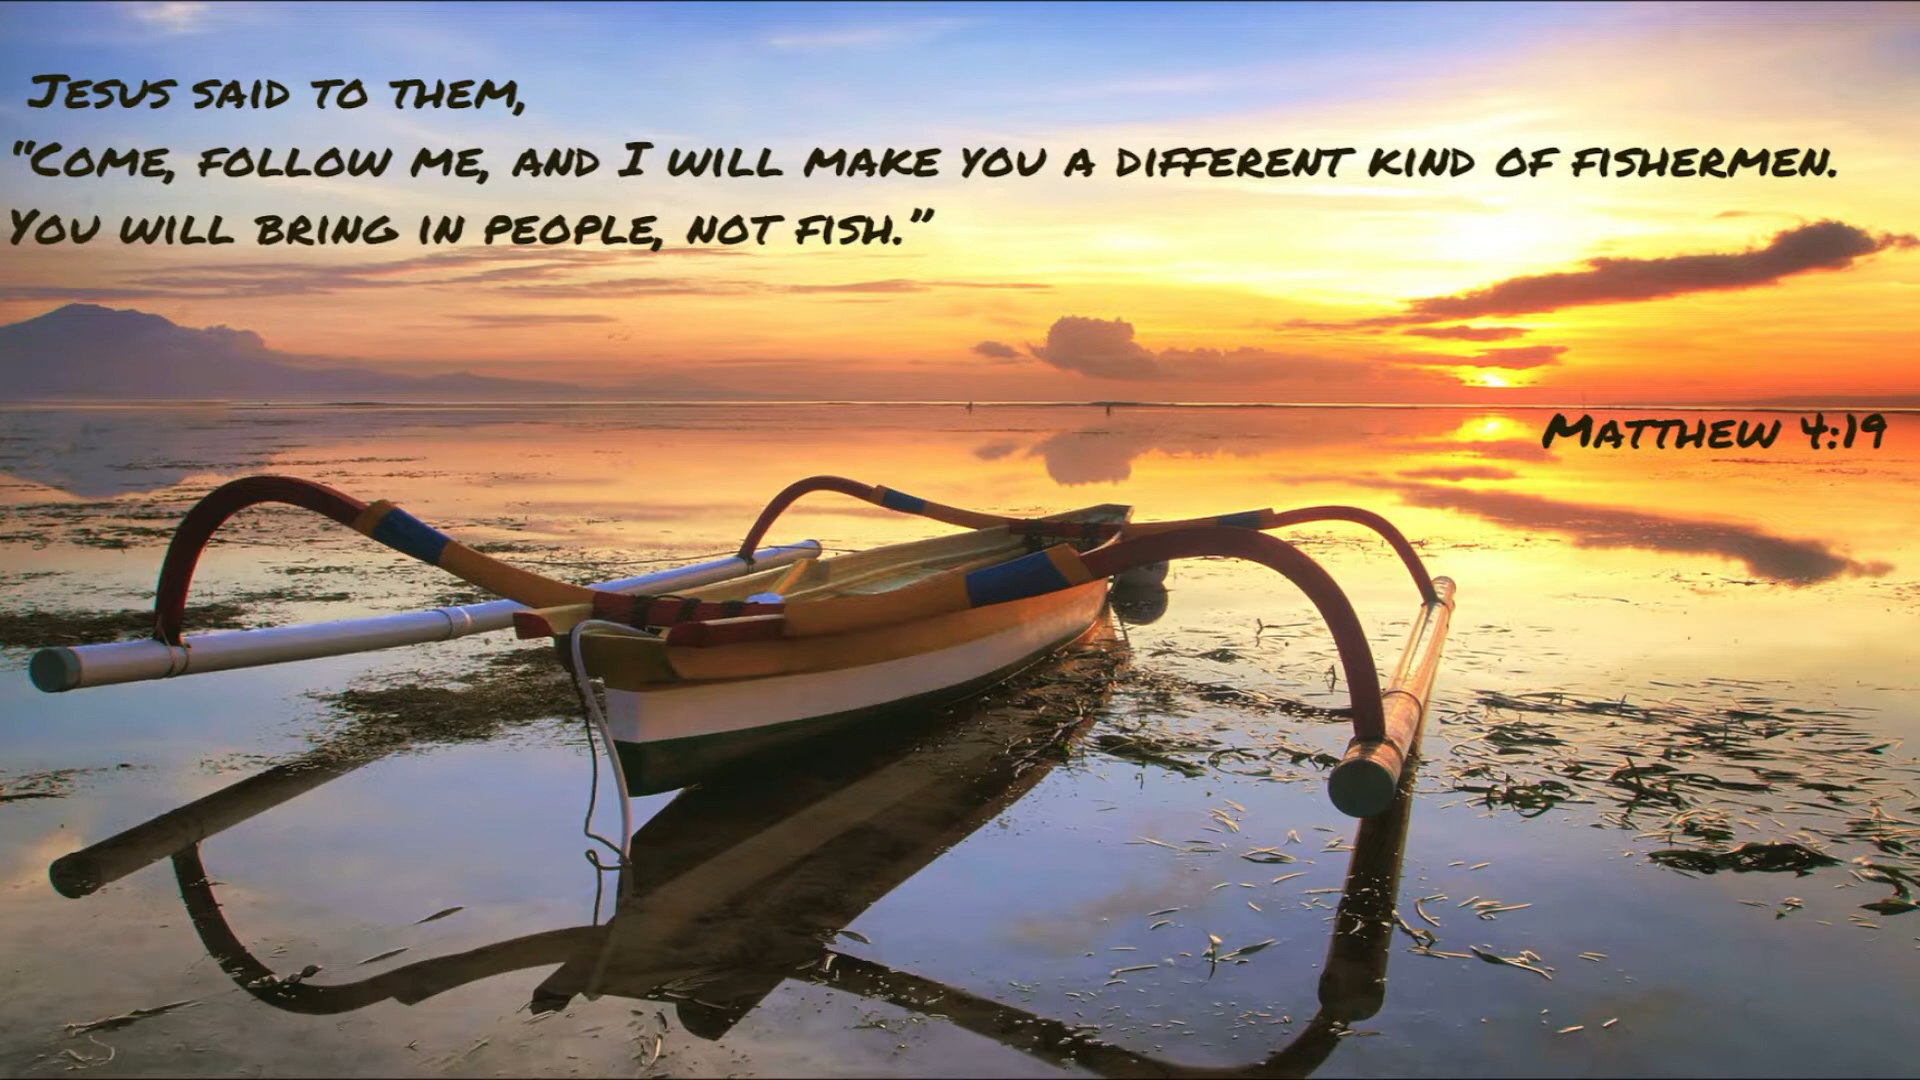 Jesus said to them,
"Come, follow me, and I will make you a different kind of fishermen.
You will bring in people, not fish."
Matthew 4:19